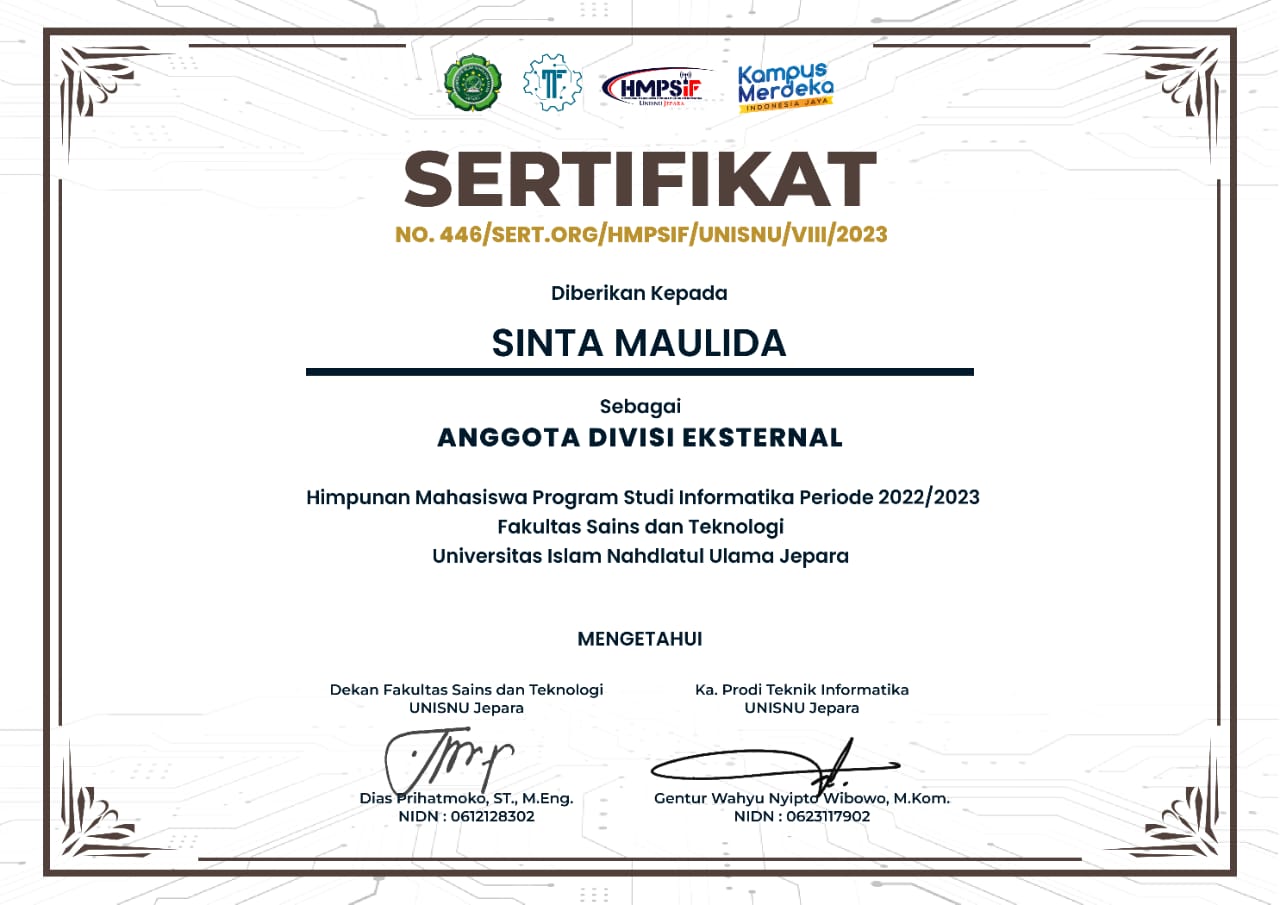 HMPSiF
UNISNU JEPARA
Kampus
Merdeka
INDONESIA JAYA
SERTIFIKAT
NO. 446/SERT.ORG/HMPSIF/UNISNU/VIII/2023
Diberikan Kepada
SINTA MAULIDA
Sebagai
ANGGOTA DIVISI EKSTERNAL
Himpunan Mahasiswa Program Studi Informatika Periode 2022/2023
Fakultas Sains dan Teknologi
Universitas Islam Nahdlatul Ulama Jepara
MENGETAHUI
Dekan Fakultas Sains dan Teknologi
UNISNU Jepara
Dias Prihatmoko, ST., M.Eng.
NIDN : 0612128302
Ka. Prodi Teknik Informatika
UNISNU Jepara
Gentur Wahyu Nyipto Wibowo, M.Kom.
NIDN : 0623117902